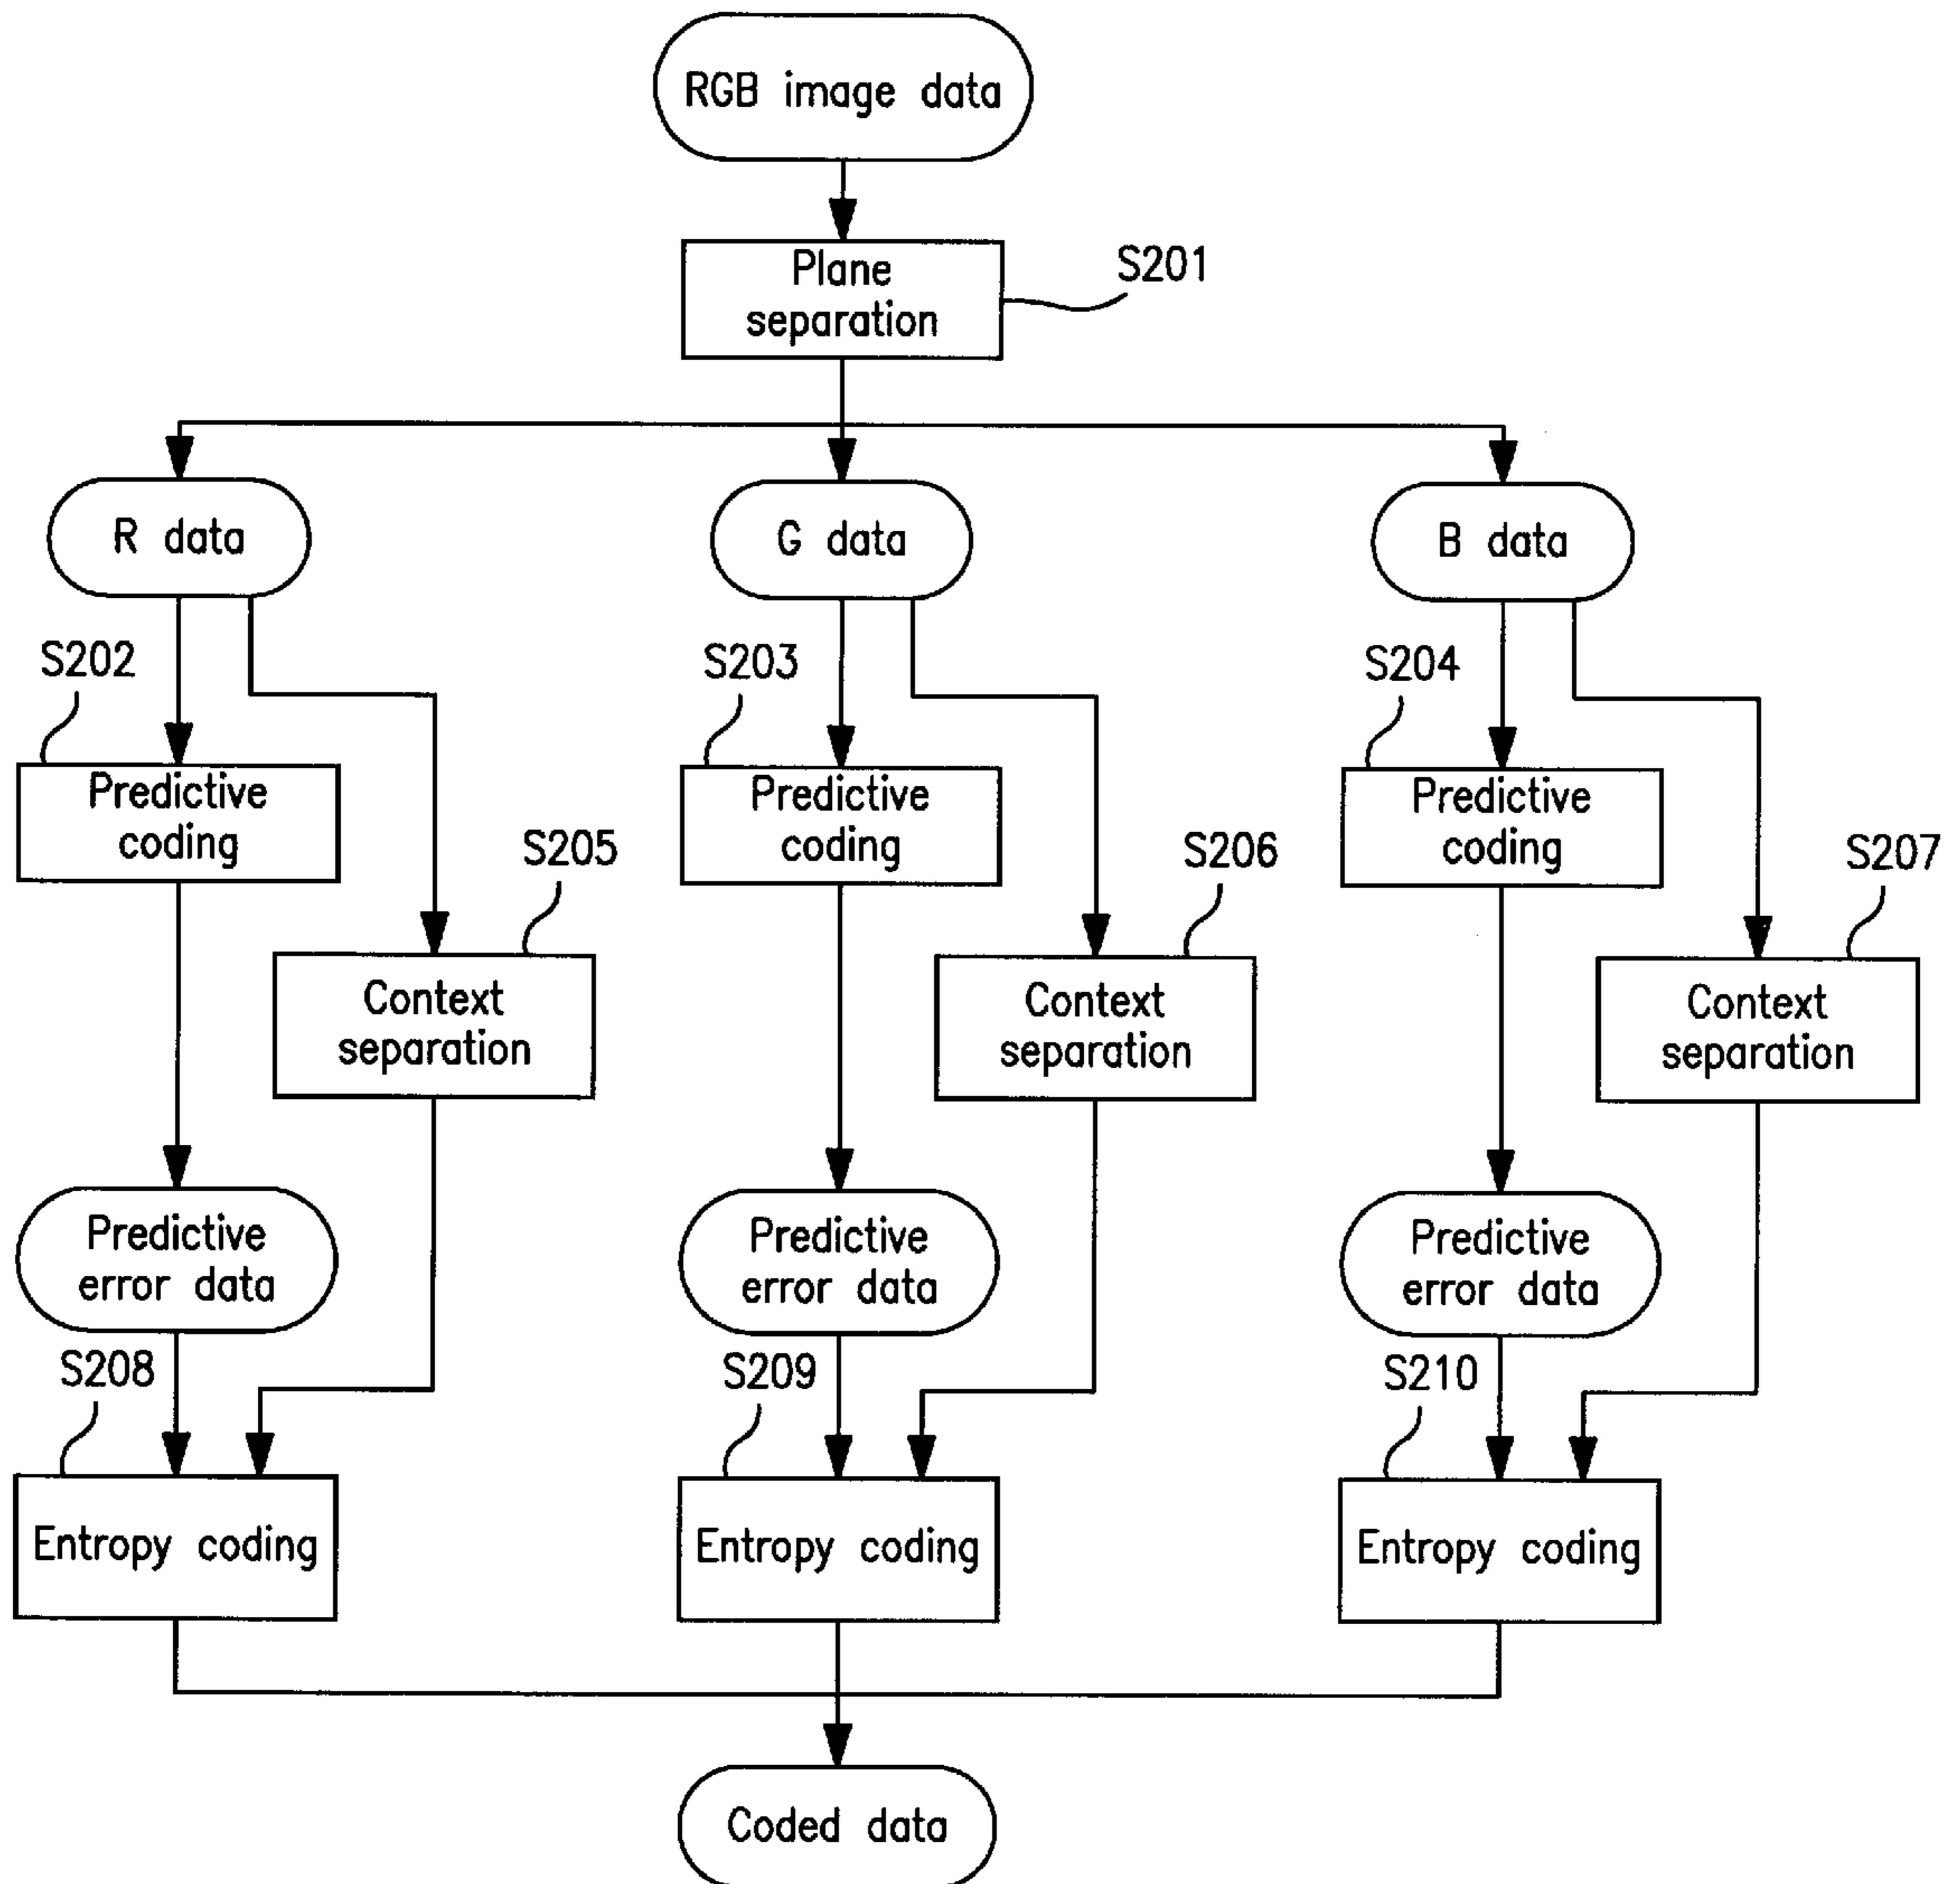 RGB image data
Plane
separation
S201
R data
G data
B data
S202
S203
S204
Predictive
coding
Predictive
coding
Predictive
coding
S205
S206
S207
Context
separation
Context
separation
Context
separation
Predictive
error data
Predictive
error data
Predictive
error data
S208
S209
S210
Entropy coding
Entropy coding
Entropy coding
Coded data